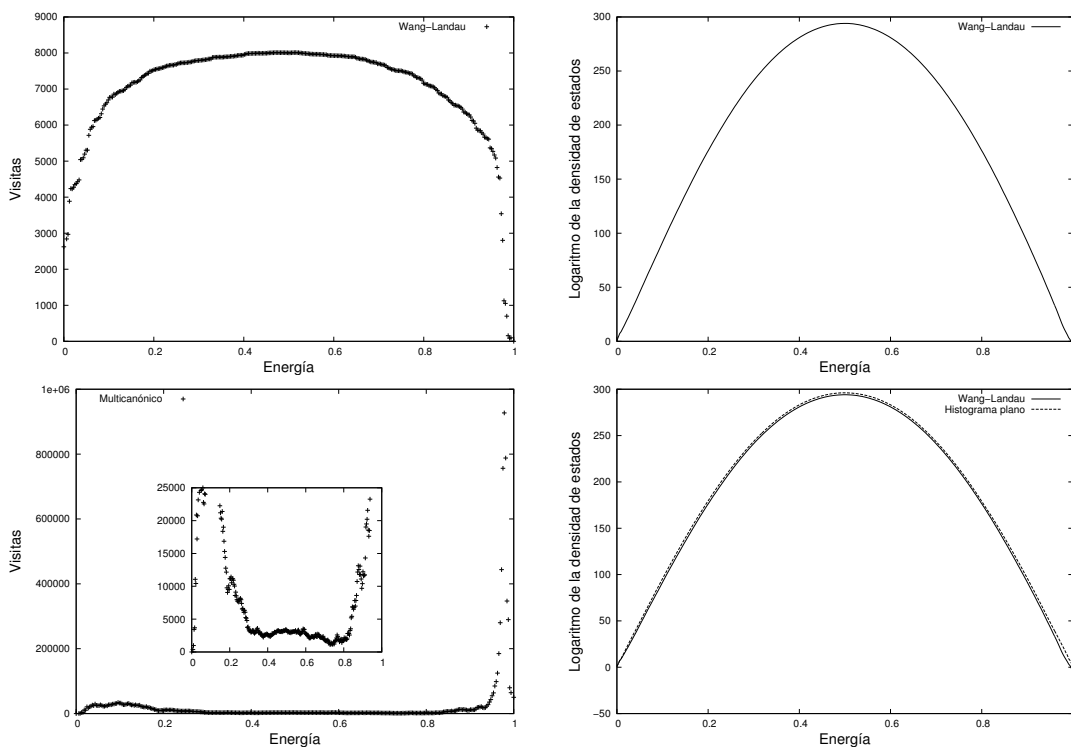 9000
8000
7000
6000
5000
4000
3000
2000
1000
0
Visitas
Wang-Landau
0 0.2 0.4 0.6 0.8 1
Energía
300
250
200
150
100
50
0
Logaritmo de la densidad de estados
Wang-Landau
0 0.2 0.4 0.6 0.8
Energía
1e+06
800000
600000
400000
200000
0
Visitas
Multicanónico
25000
20000
15000
10000
5000
0
0 0.2 0.4 0.6 0.8 1
0 0.2 0.4 0.6 0.8 1
Energía
300
250
200
150
100
50
0
-50
Logaritmo de la densidad de estados
Wang-Landau
Histograma plano
0 0.2 0.4 0.6 0.8
Energía